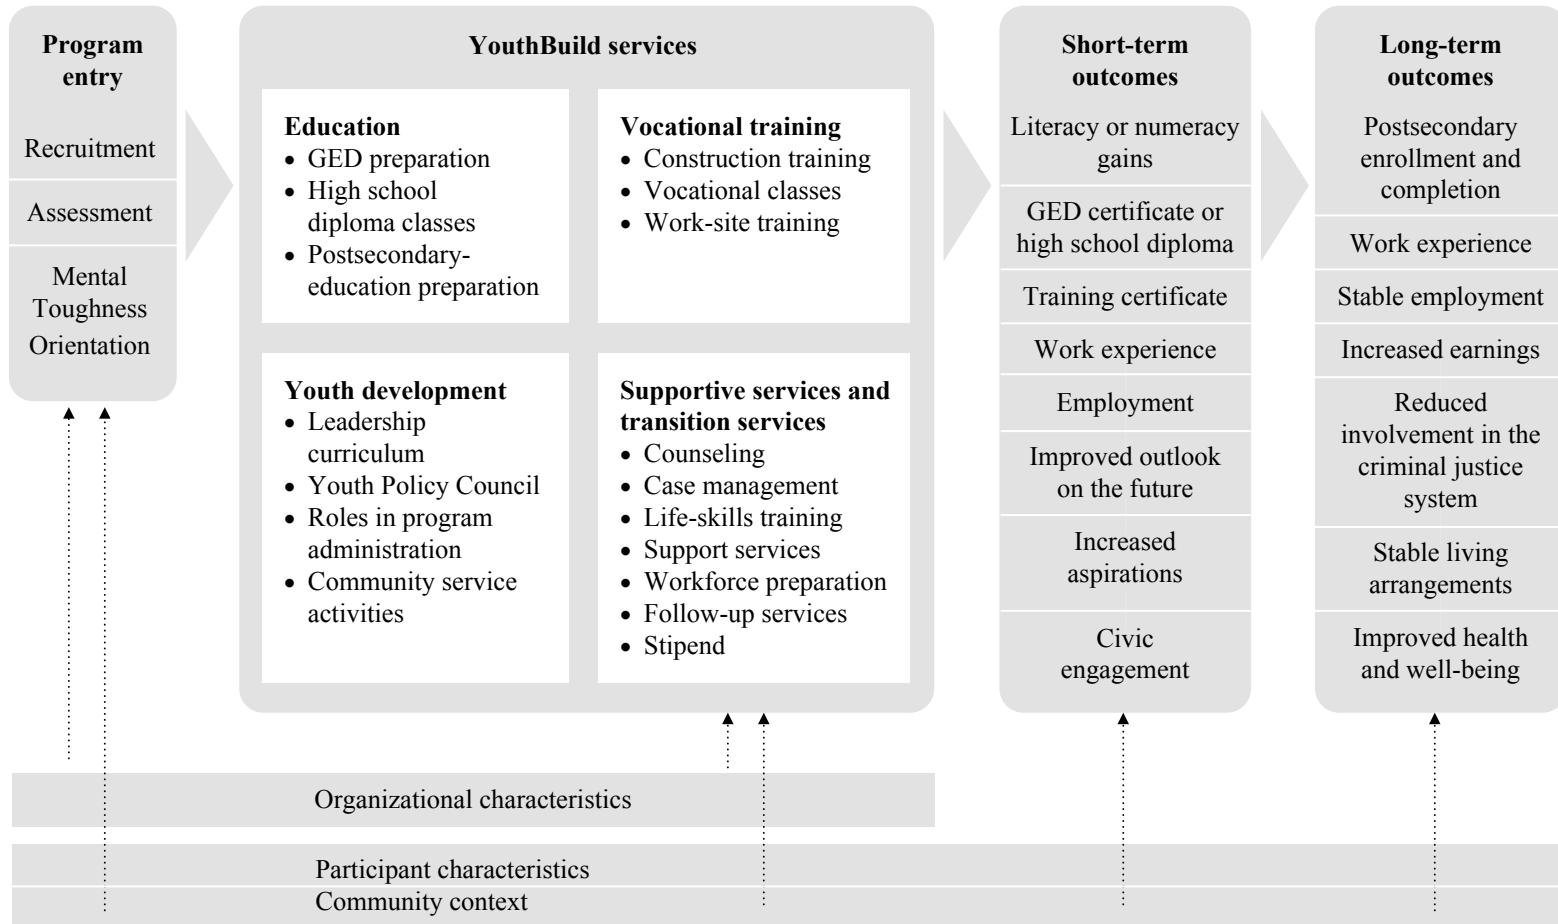 Program
entry
Recruitment
Assessment
Mental
Toughness
Orientation
YouthBuild services
Education
• GED preparation
• High school
diploma classes
• Postsecondary-
education preparation
Vocational training
• Construction training
• Vocational classes
• Work-site training
Youth development
• Leadership
curriculum
• Youth Policy Council
• Roles in program
administration
• Community service
activities
Supportive services and
transition services
• Counseling
• Case management
• Life-skills training
• Support services
• Workforce preparation
• Follow-up services
• Stipend
Short-term
outcomes
Literacy or numeracy
gains
GED certificate or
high school diploma
Training certificate
Work experience
Employment
Improved outlook
on the future
Increased
aspirations
Civic
engagement
Long-term
outcomes
Postsecondary
enrollment and
completion
Work experience
Stable employment
Increased earnings
Reduced
involvement in the
criminal justice
system
Stable living
arrangements
Improved health
and well-being
Organizational characteristics
Participant characteristics
Community context